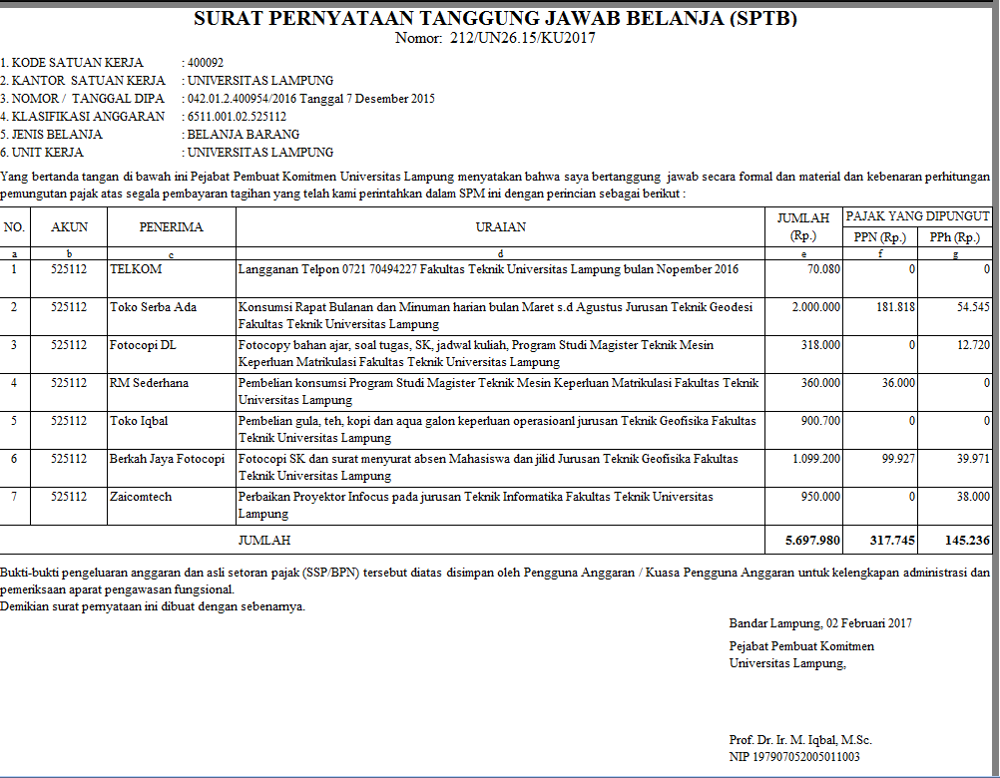 SURAT PERNYATAAN TANGGUNG JAWAB BELANJA (SPTB)
Nomor: 212/UN26.15/KU2017
1. KODE SATUAN KERJA : 400092
2. KANTOR SATUAN KERJA : UNIVERSITAS LAMPUNG
3. NOMOR / TANGGAL DIPA : 042.01.2.400954/2016 Tanggal 7 Desember 2015
4. KLASIFIKASI ANGGARAN : 6511.001.02.525112
5. JENIS BELANJA : BELANJA BARANG
6. UNIT KERJA : UNIVERSITAS LAMPUNG
Yang bertanda tangan di bawah ini Pejabat Pembuat Komitmen Universitas Lampung menyatakan bahwa saya bertanggung jawab secara formal dan material dan kebenaran perhitungan
pemungutan pajak atas segala pembayaran tagihan yang telah kami perintahkan dalam SPM ini dengan perincian sebagai berikut :
NO. AKUN PENERIMA URAIAN JUMLAH (Rp.) PAJAK YANG DIPUNGUT
PPN (Rp.) PPh (Rp.)
a b c d e f g
1 525112 TELKOM Langganan Telpon 0721 70494227 Fakultas Teknik Universitas Lampung bulan Nopember 2016 70.080 0 0
2 525112 Toko Serba Ada Konsumsi Rapat Bulanan dan Minuman harian bulan Maret s.d Agustus Jurusan Teknik Geodesi 2.000.000 181.818 54.545
Fakultas Teknik Universitas Lampung
3 525112 Fotocopi DL Fotocopy bahan ajar, soal tugas, SK, jadwal kuliah, Program Studi Magister Teknik Mesin 318.000 0 12.720
Keperluan Matrikulasi Fakultas Teknik Universitas Lampung
4 525112 RM Sederhana Pembelian konsumsi Program Studi Magister Teknik Mesin Keperluan Matrikulasi Fakultas Teknik 360.000 36.000 0
Universitas Lampung
5 525112 Toko Iqbal Pembelian gula, teh, kopi dan aqua galon keperluan operasioanl jurusan Teknik Geofisika Fakultas 900.700 0 0
Teknik Universitas Lampung
6 525112 Berkah Jaya Fotocopi Fotocopi SK dan surat menyurat absen Mahasiswa dan jilid Jurusan Teknik Geofisika Fakultas 1.099.200 99.927 39.971
Teknik Universitas Lampung
7 525112 Zaicomtech Perbaikan Proyektor Infocus pada jurusan Teknik Informatika Fakultas Teknik Universitas 950.000 0 38.000
Lampung
JUMLAH 5.697.980 317.745 145.236
Bukti-bukti pengeluaran anggaran dan asli setoran pajak (SSP/BPN) tersebut diatas disimpan oleh Pengguna Anggaran / Kuasa Pengguna Anggaran untuk kelengkapan administrasi dan
pemeriksaan aparat pengawasan fungsional.
Demikian surat pernyataan ini dibuat dengan sebenarnya.
Bandar Lampung, 02 Februari 2017
Pejabat Pembuat Komitmen
Universitas Lampung,
Prof. Dr. Ir. M. Iqbal, M.Sc.
NIP 197907052005011003